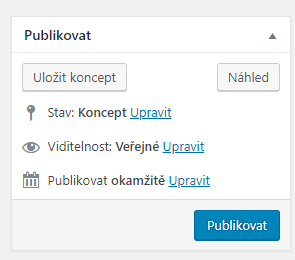 Publikovat
Uložit koncept Náhled
Stav: Koncept Upravit
Viditelnost: Veřejné Upravit
Publikovat okamžitě Upravit
Publikovat